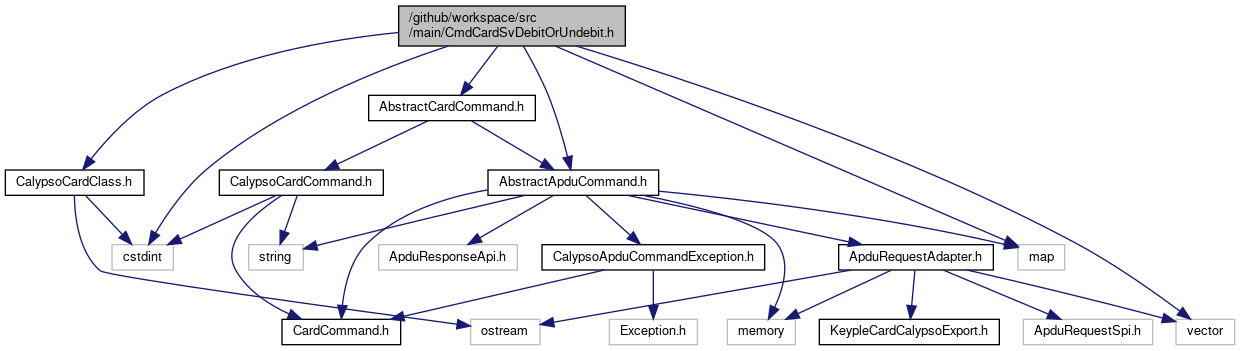 /github/workspace/src
/main/CmdCardSvDebitOrUndebit.h
AbstractCardCommand.h
CalypsoCardClass.h
CalypsoCardCommand.h
AbstractApduCommand.h
cstdint
string
ApduResponseApi.h
CalypsoApduCommandException.h
ApduRequestAdapter.h
map
CardCommand.h
ostream
Exception.h
memory
KeypleCardCalypsoExport.h
ApduRequestSpi.h
vector